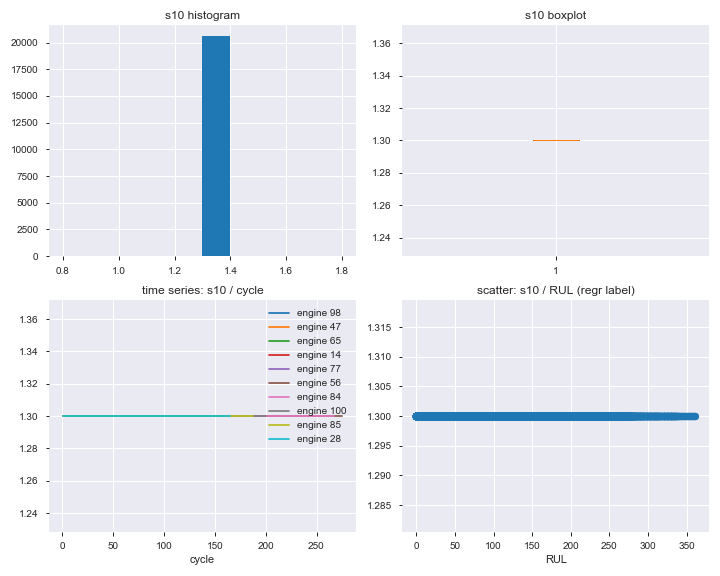 s10 histogram
20000
17500
15000
12500
10000
7500
5000
2500
0
0.8 1.0 1.2 1.4 1.6 1.8
s10 boxplot
1.36
1.34
1.32
1.30
1.28
1.26
1.24
1
time series: s10 / cycle
1.36
1.34
1.32
1.30
1.28
1.26
1.24
engine 98
engine 47
engine 65
engine 14
engine 77
engine 56
engine 84
engine 100
engine 85
engine 28
0 50 100 150 200 250
cycle
scatter: s10 / RUL (regr label)
1.315
1.310
1.305
1.300
1.295
1.290
1.285
0 50 100 150 200 250 300 350
RUL